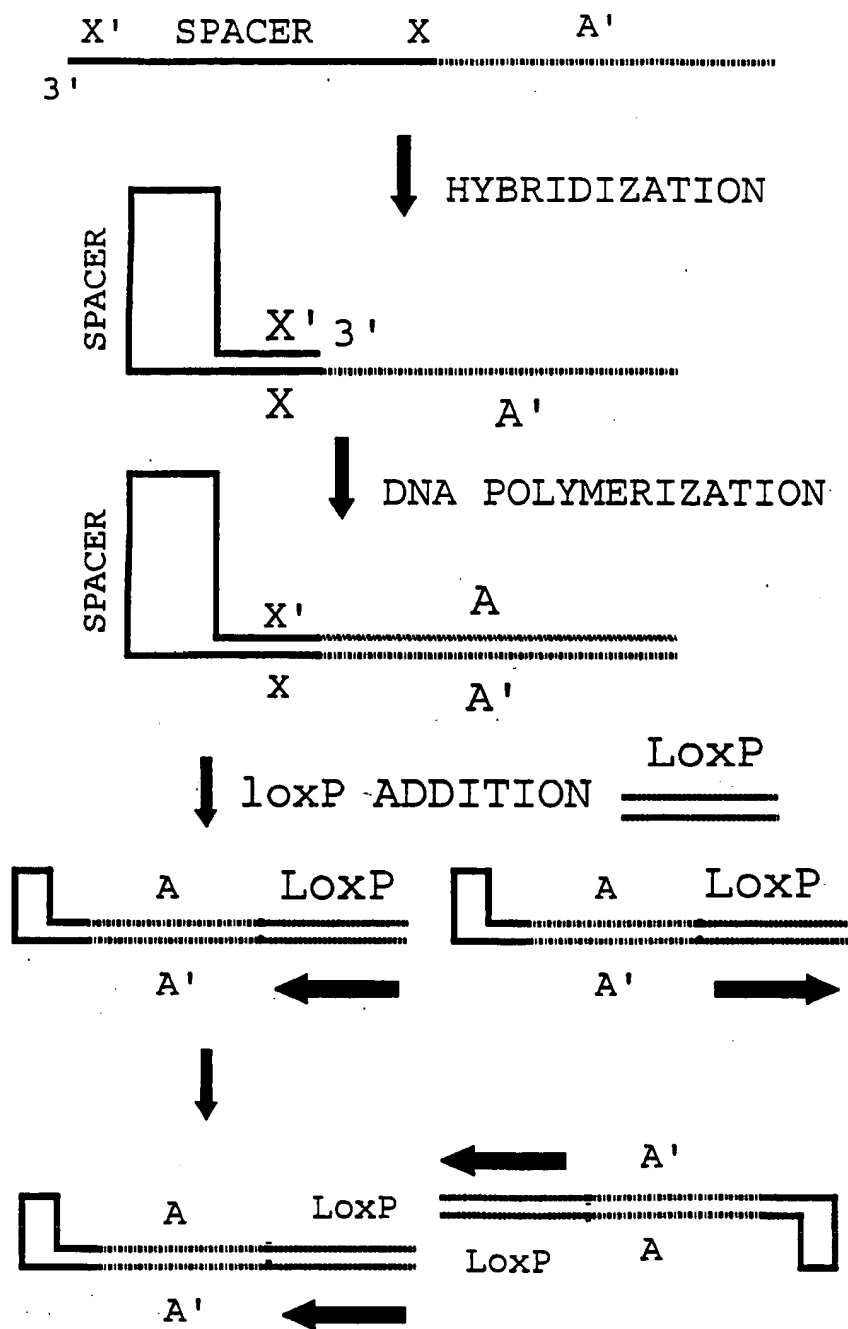 X' SPACER X A'
3'
HYBRIDIZATION
SPACER
X' 3'
X A'
DNA POLYMERIZATION
SPACER
X' A
X A'
LoxP
loxP ADDITION
A LoxP A LoxP
A' A'
A'
A LoxP
LoxP A
A'